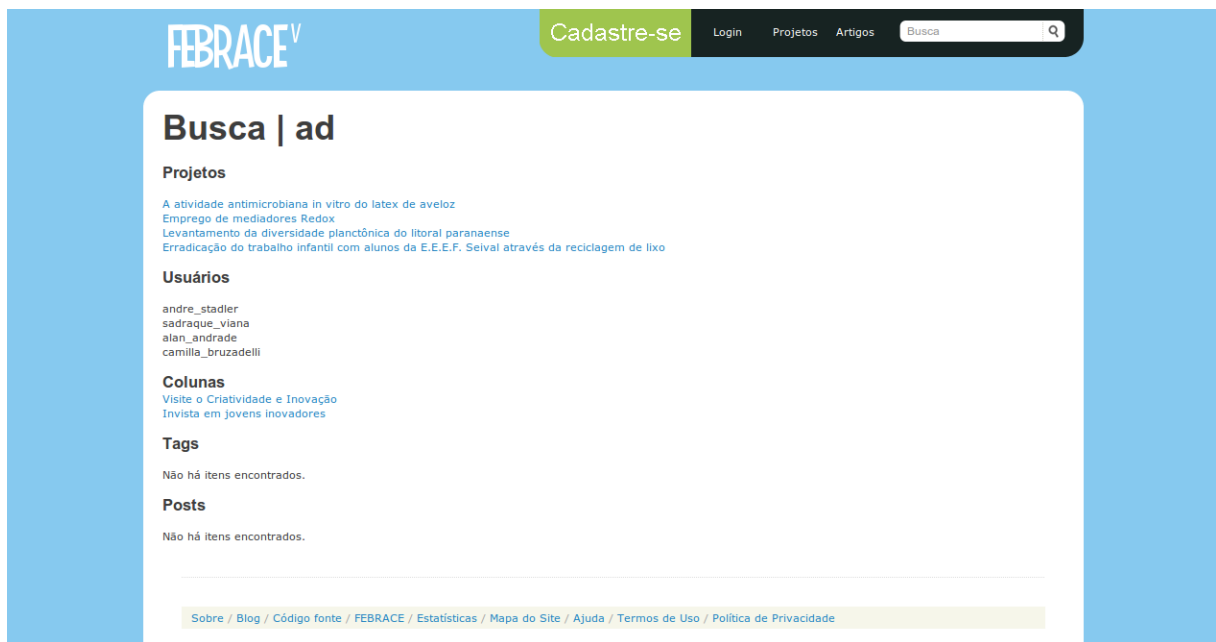 FEBRACE V
Cadastre-se
Login Projetos Artigos Busca
Busca | ad
Projetos
A atividade antimicrobiana in vitro do latex de aveloz
Emprego de mediadores Redox
Levantamento da diversidade planctônica do litoral paranaense
Erradicação do trabalho infantil com alunos da E.E.E.F. Seival através da reciclagem de lixo
Usuários
andre_stadler
sadraque_viana
alan_andrade
camilla_bruzadelli
Colunas
Visite o Criatividade e Inovação
Invista em jovens inovadores
Tags
Não há itens encontrados.
Posts
Não há itens encontrados.
Sobre / Blog / Código fonte / FEBRACE / Estatísticas / Mapa do Site / Ajuda / Termos de Uso / Política de Privacidade